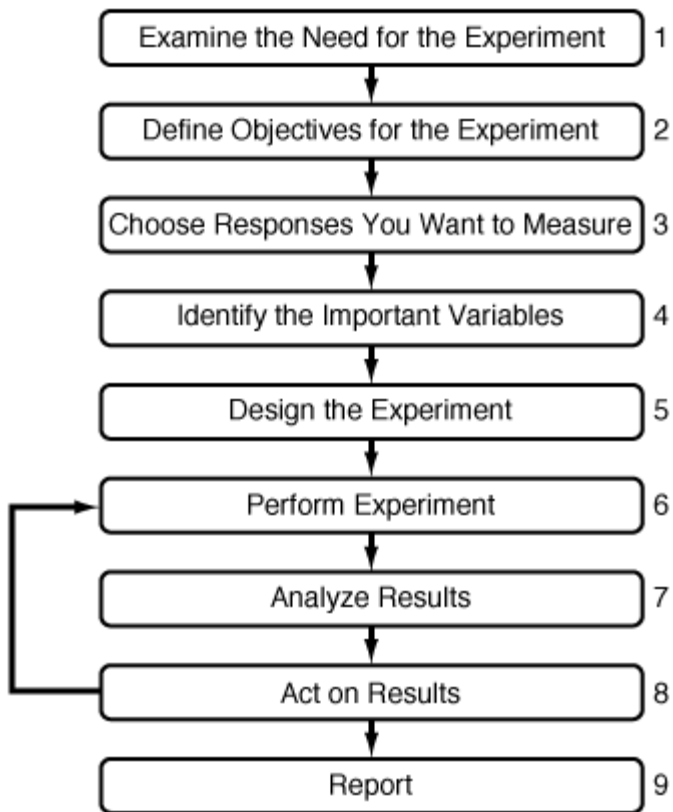 Examine the Need for the Experiment 1
Define Objectives for the Experiment 2
Choose Responses You Want to Measure 3
Identify the Important Variables 4
Design the Experiment 5
Perform Experiment 6
Analyze Results 7
Act on Results 8
Report 9